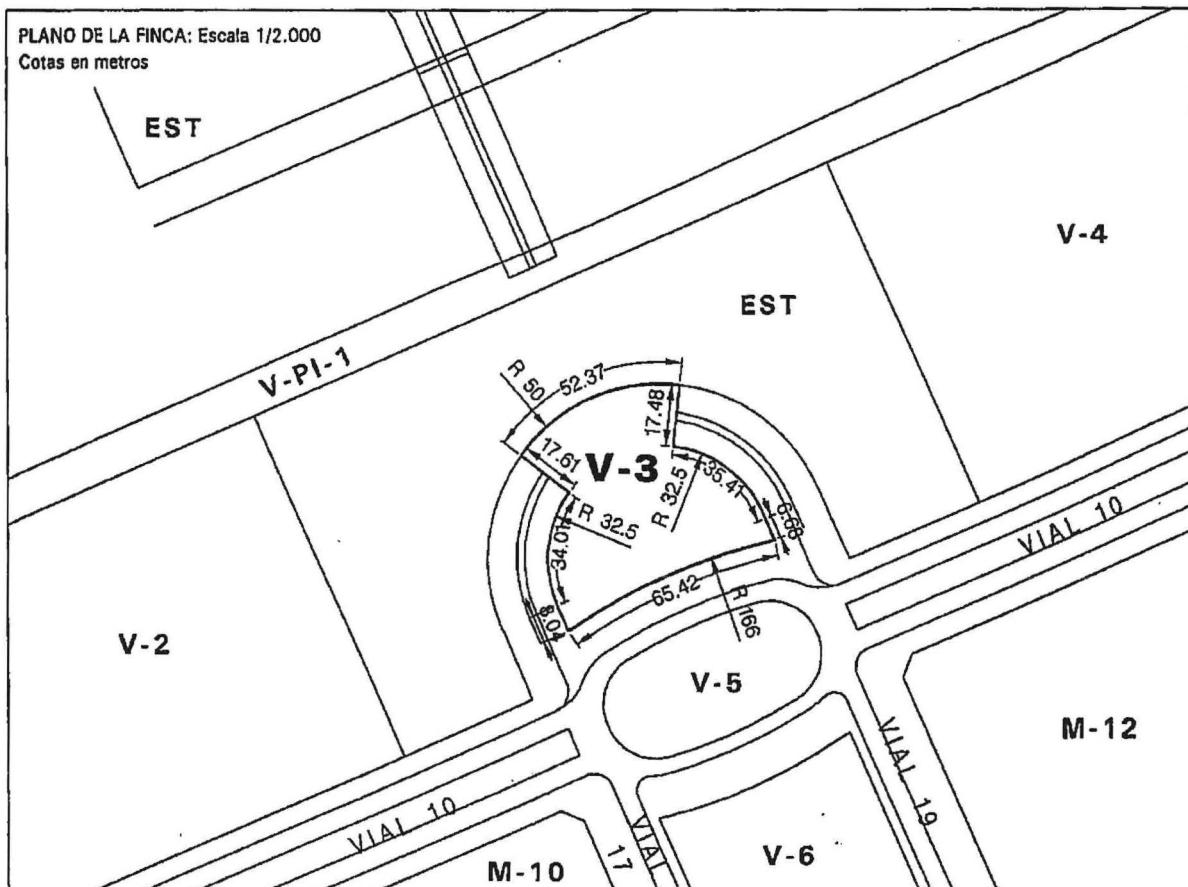 PLANO DE LA FINCA: Escala 1/2.000
Cotas en metros
EST
V-4
EST
V-PI-1
R 50
52.37
17.48
17.61
V-3
35.41
R 32.5
R 32.5
6.68
34.01
VIAL 10
65.42
R 166
8.04
V-2
V-5
M-12
VIAL 19
VIAL 10
VIAL 17
V-6
M-10